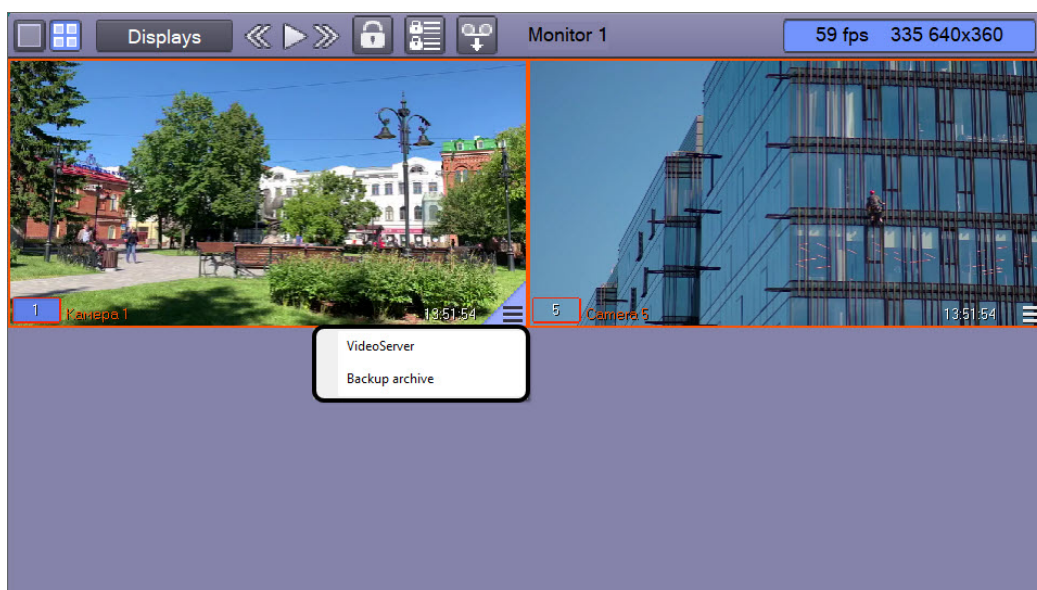 Displays
Monitor 1
59 fps 335 640x360
1 Камера 1 13:51:54
5 Camera 5 13:51:54
VideoServer
Backup archive